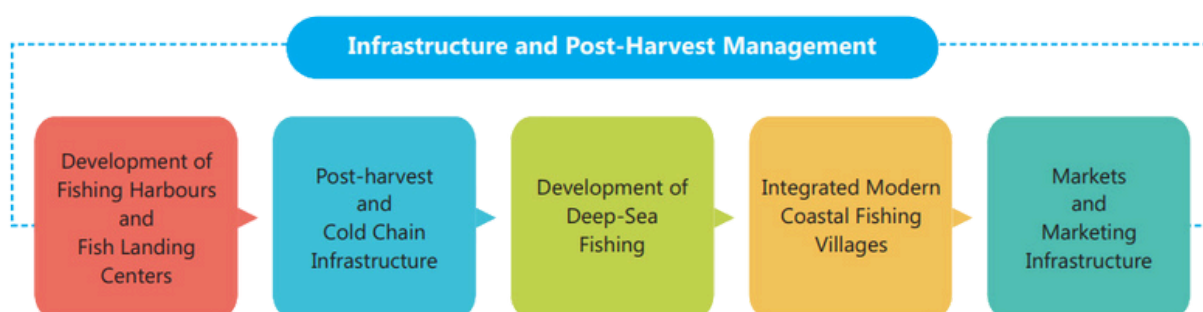 Infrastructure and Post-Harvest Management
Development of
Fishing Harbours
and
Fish Landing
Centers
Post-harvest
and
Cold Chain
Infrastructure
Development of
Deep-Sea
Fishing
Integrated Modern
Coastal Fishing
Villages
Markets
and
Marketing
Infrastructure